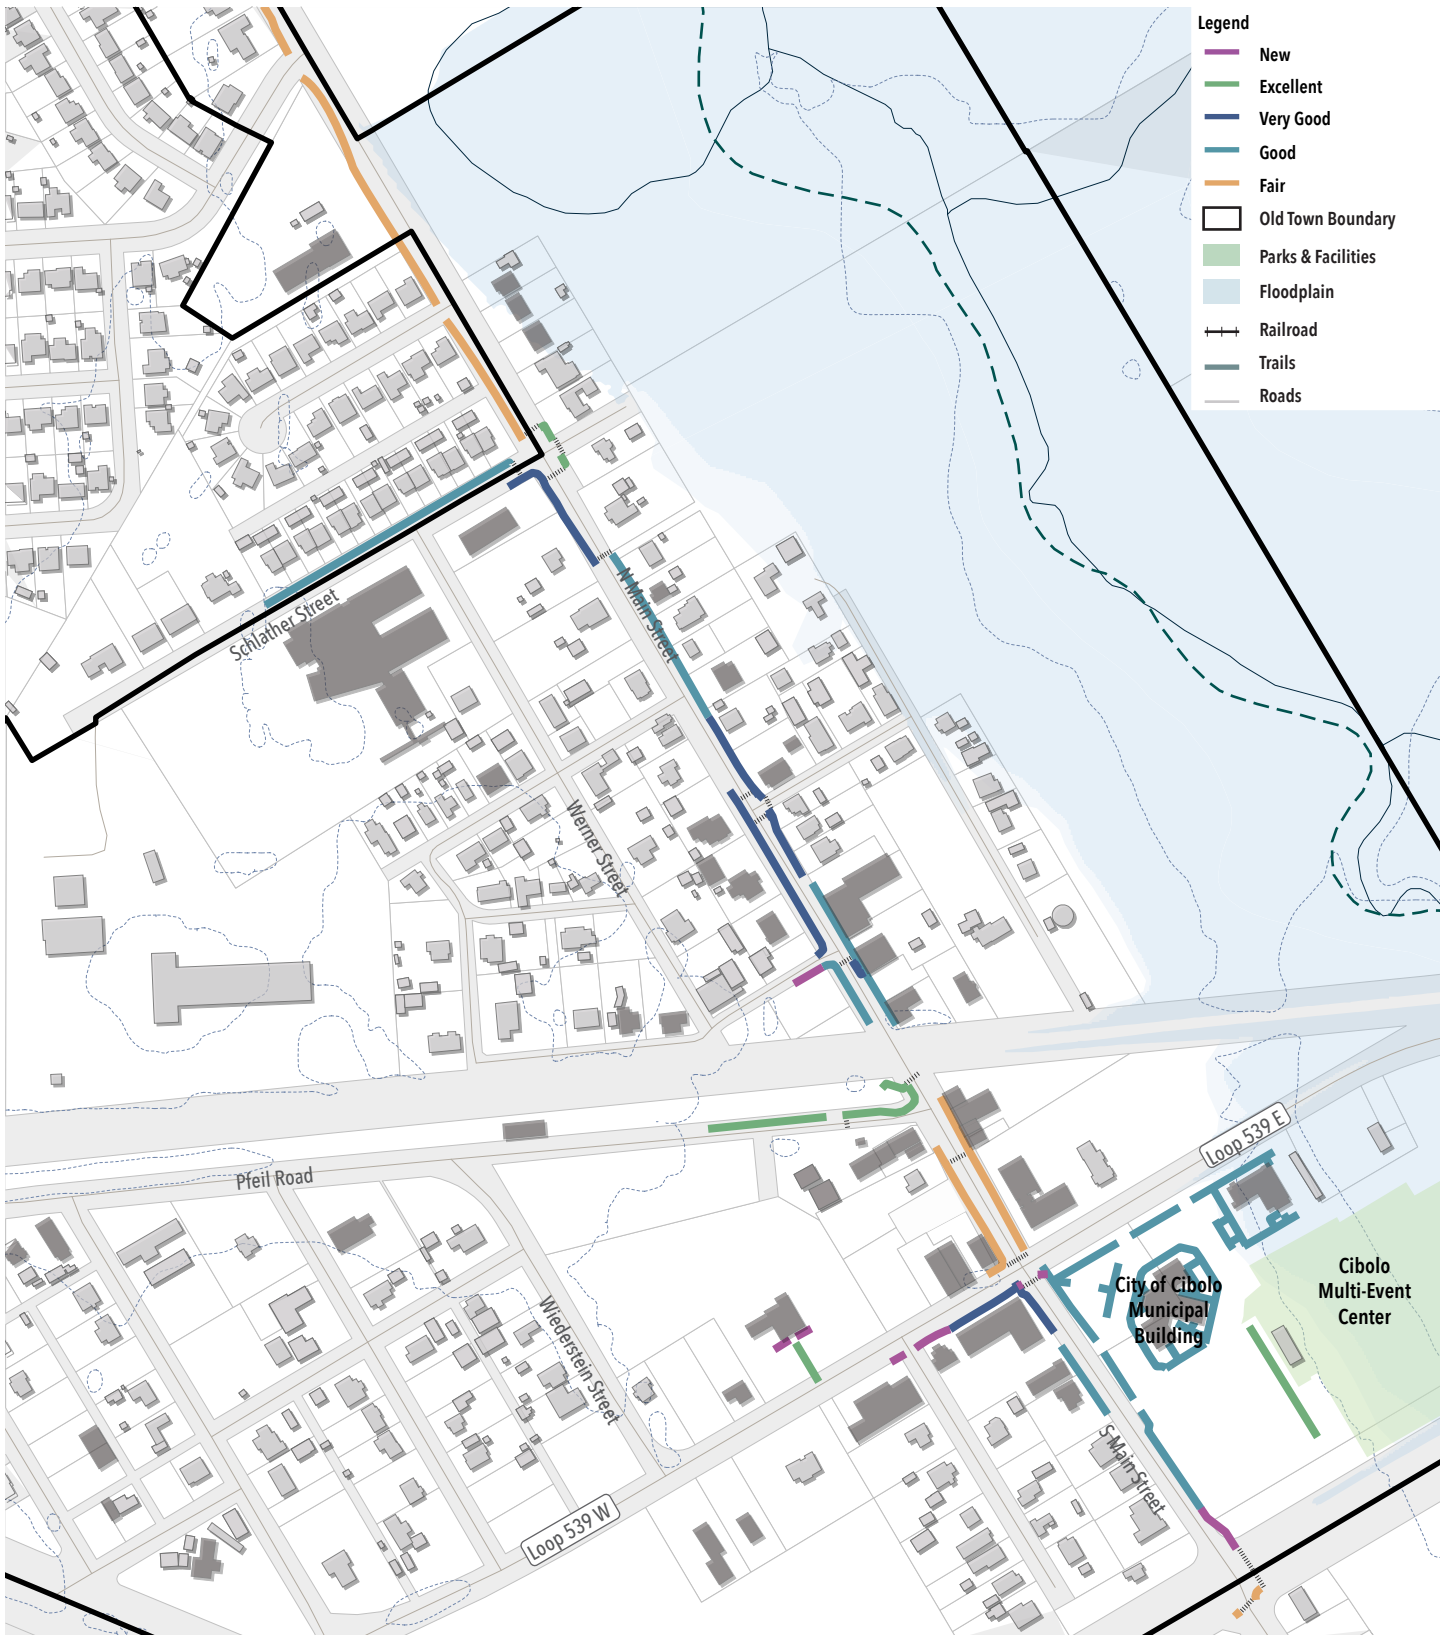 Legend
New
Excellent
Very Good
Good
Fair
Old Town Boundary
Parks & Facilities
Floodplain
Railroad
Trails
Roads
N Main Street
Schlather Street
Werner Street
Loop 539 E
Pfeil Road
Cibolo
Multi-Event
Center
City of Cibolo
Municipal
Building
Wiederstein Street
S Main Street
Loop 539 W